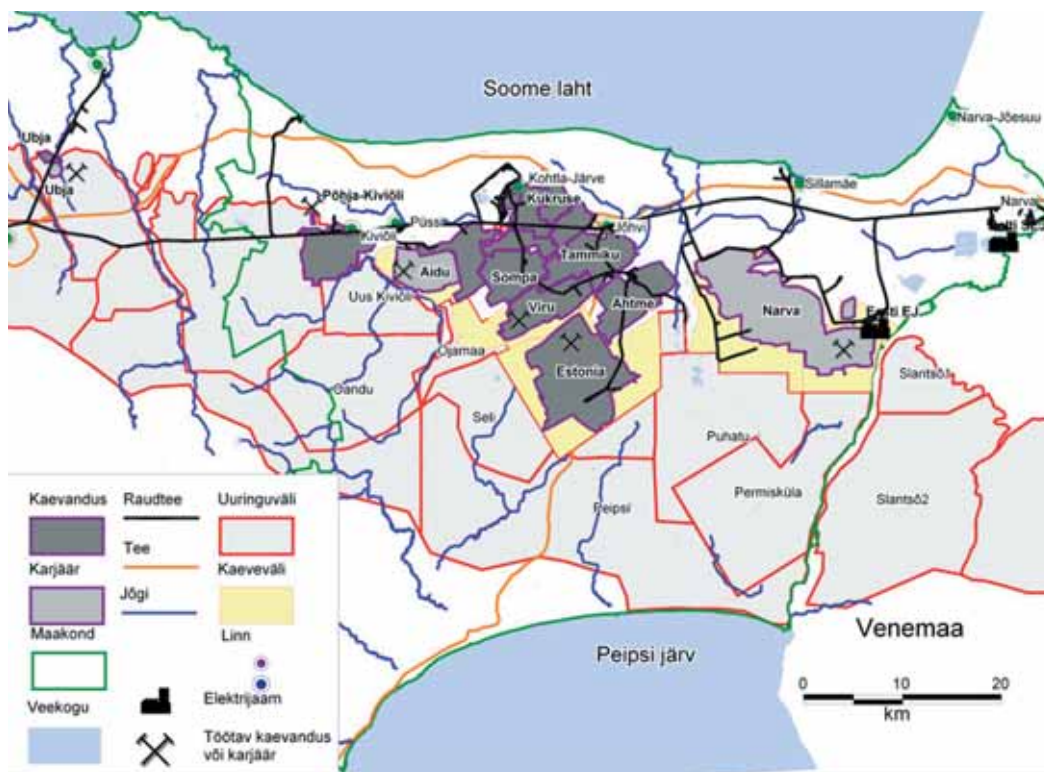 Soome laht
Narva-Jõesuu
Ubja
Ubja
Kohtla-Järve
Sillamäe
Põhja-Kiviõli
Kukruse
Narva
Püssi
Jõhvi
Kiviõli
Aidu
Sompa
Tammiku
Uus Kiviõli
Viru
Ahtme
Narva
Eesti EJ
Ojamaa
Estonia
Oandu
Slantsõ1
Seli
Puhatu
Peipsi
Permisküla
Slantsõ2
Kaevandus
Raudtee
Uuringuväli
Tee
Karjäär
Kaeveväli
Jõgi
Maakond
Linn
Venemaa
Peipsi järv
Veekogu
Elektrijaam
Töötav kaevandus
või karjäär
0 10 20
km